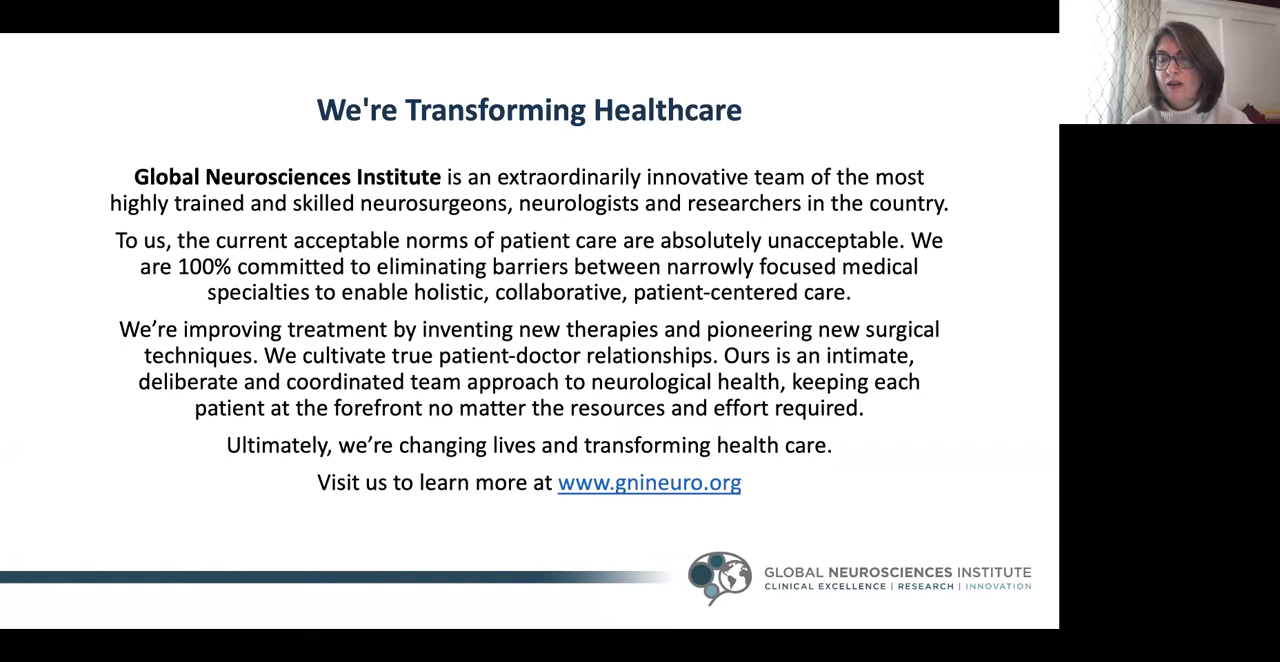 We're Transforming Healthcare
Global Neurosciences Institute is an extraordinarily innovative team of the most
highly trained and skilled neurosurgeons, neurologists and researchers in the country.
To us, the current acceptable norms of patient care are absolutely unacceptable. We
are 100% committed to eliminating barriers between narrowly focused medical
specialties to enable holistic, collaborative, patient-centered care.
We’re improving treatment by inventing new therapies and pioneering new surgical
techniques. We cultivate true patient-doctor relationships. Ours is an intimate,
deliberate and coordinated team approach to neurological health, keeping each
patient at the forefront no matter the resources and effort required.
Ultimately, we’re changing lives and transforming health care.
Visit us to learn more at www.gnineuro.org
GLOBAL NEUROSCIENCES INSTITUTE
CLINICAL EXCELLENCE | RESEARCH | INNOVATION